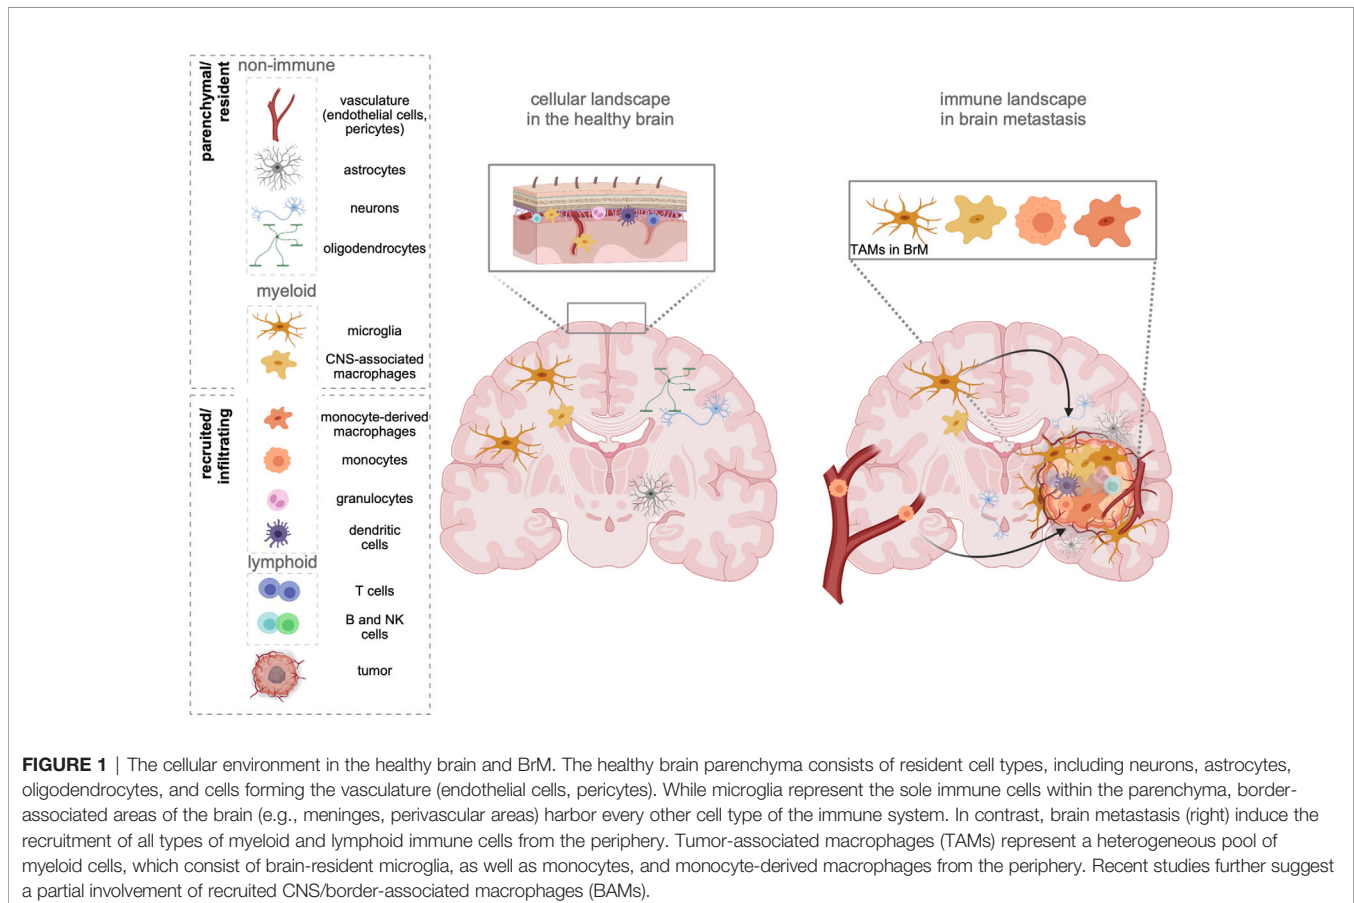 parenchymal/
resident
non-immune
vasculature
(endothelial cells,
pericytes)
astrocytes
neurons
oligodendrocytes
myeloid
microglia
CNS-associated
macrophages
recruited/
infiltrating
monocyte-derived
macrophages
monocytes
granulocytes
dendritic
cells
lymphoid
T cells
B and NK
cells
tumor
cellular landscape
in the healthy brain
immune landscape
in brain metastasis
TAMs in BrM
FIGURE 1 | The cellular environment in the healthy brain and BrM. The healthy brain parenchyma consists of resident cell types, including neurons, astrocytes,
oligodendrocytes, and cells forming the vasculature (endothelial cells, pericytes). While microglia represent the sole immune cells within the parenchyma, border-
associated areas of the brain (e.g., meninges, perivascular areas) harbor every other cell type of the immune system. In contrast, brain metastasis (right) induce the
recruitment of all types of myeloid and lymphoid immune cells from the periphery. Tumor-associated macrophages (TAMs) represent a heterogeneous pool of
myeloid cells, which consist of brain-resident microglia, as well as monocytes, and monocyte-derived macrophages from the periphery. Recent studies further suggest
a partial involvement of recruited CNS/border-associated macrophages (BAMs).